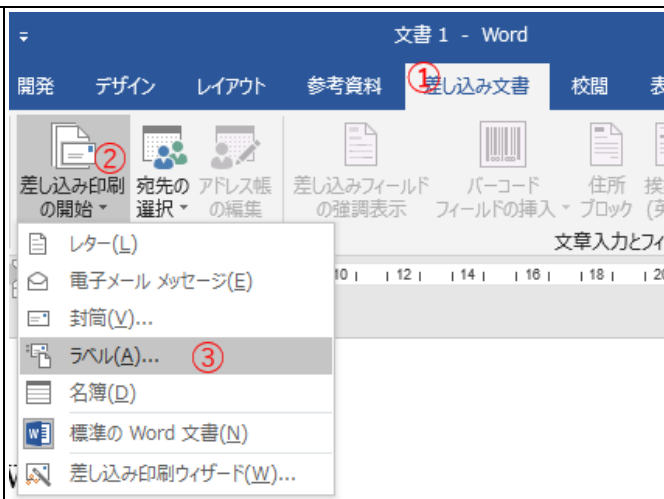 文書 1 - Word
開発 デザイン レイアウト 参考資料 ① 差し込み文書 校閲 表
②
差し込み印刷の開始
宛先の選択
アドレス帳の編集
差し込みフィールドの強調表示
バーコード フィールドの挿入
住所ブロック
挨
(英
文章入力とフィ
10 12 14 16 18 20
レター(L)
電子メール メッセージ(E)
封筒(V)...
ラベル(A)... ③
名簿(D)
標準の Word 文書(N)
差し込み印刷ウィザード(W)...